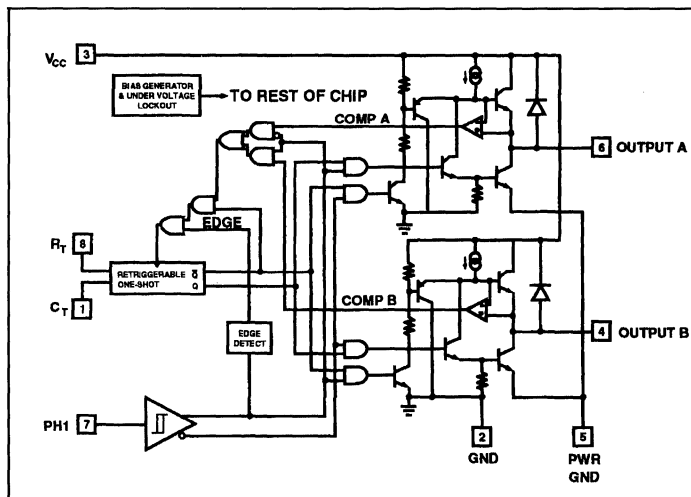 VCC 3
BIAS GENERATOR
& UNDER VOLTAGE
LOCKOUT
TO REST OF CHIP
COMP A
6 OUTPUT A
EDGE
RT
8
RETRIGGERABLE
ONE-SHOT
Q̅
Q
CT
1
COMP B
4 OUTPUT B
EDGE
DETECT
PH1 7
2
GND
5
PWR
GND